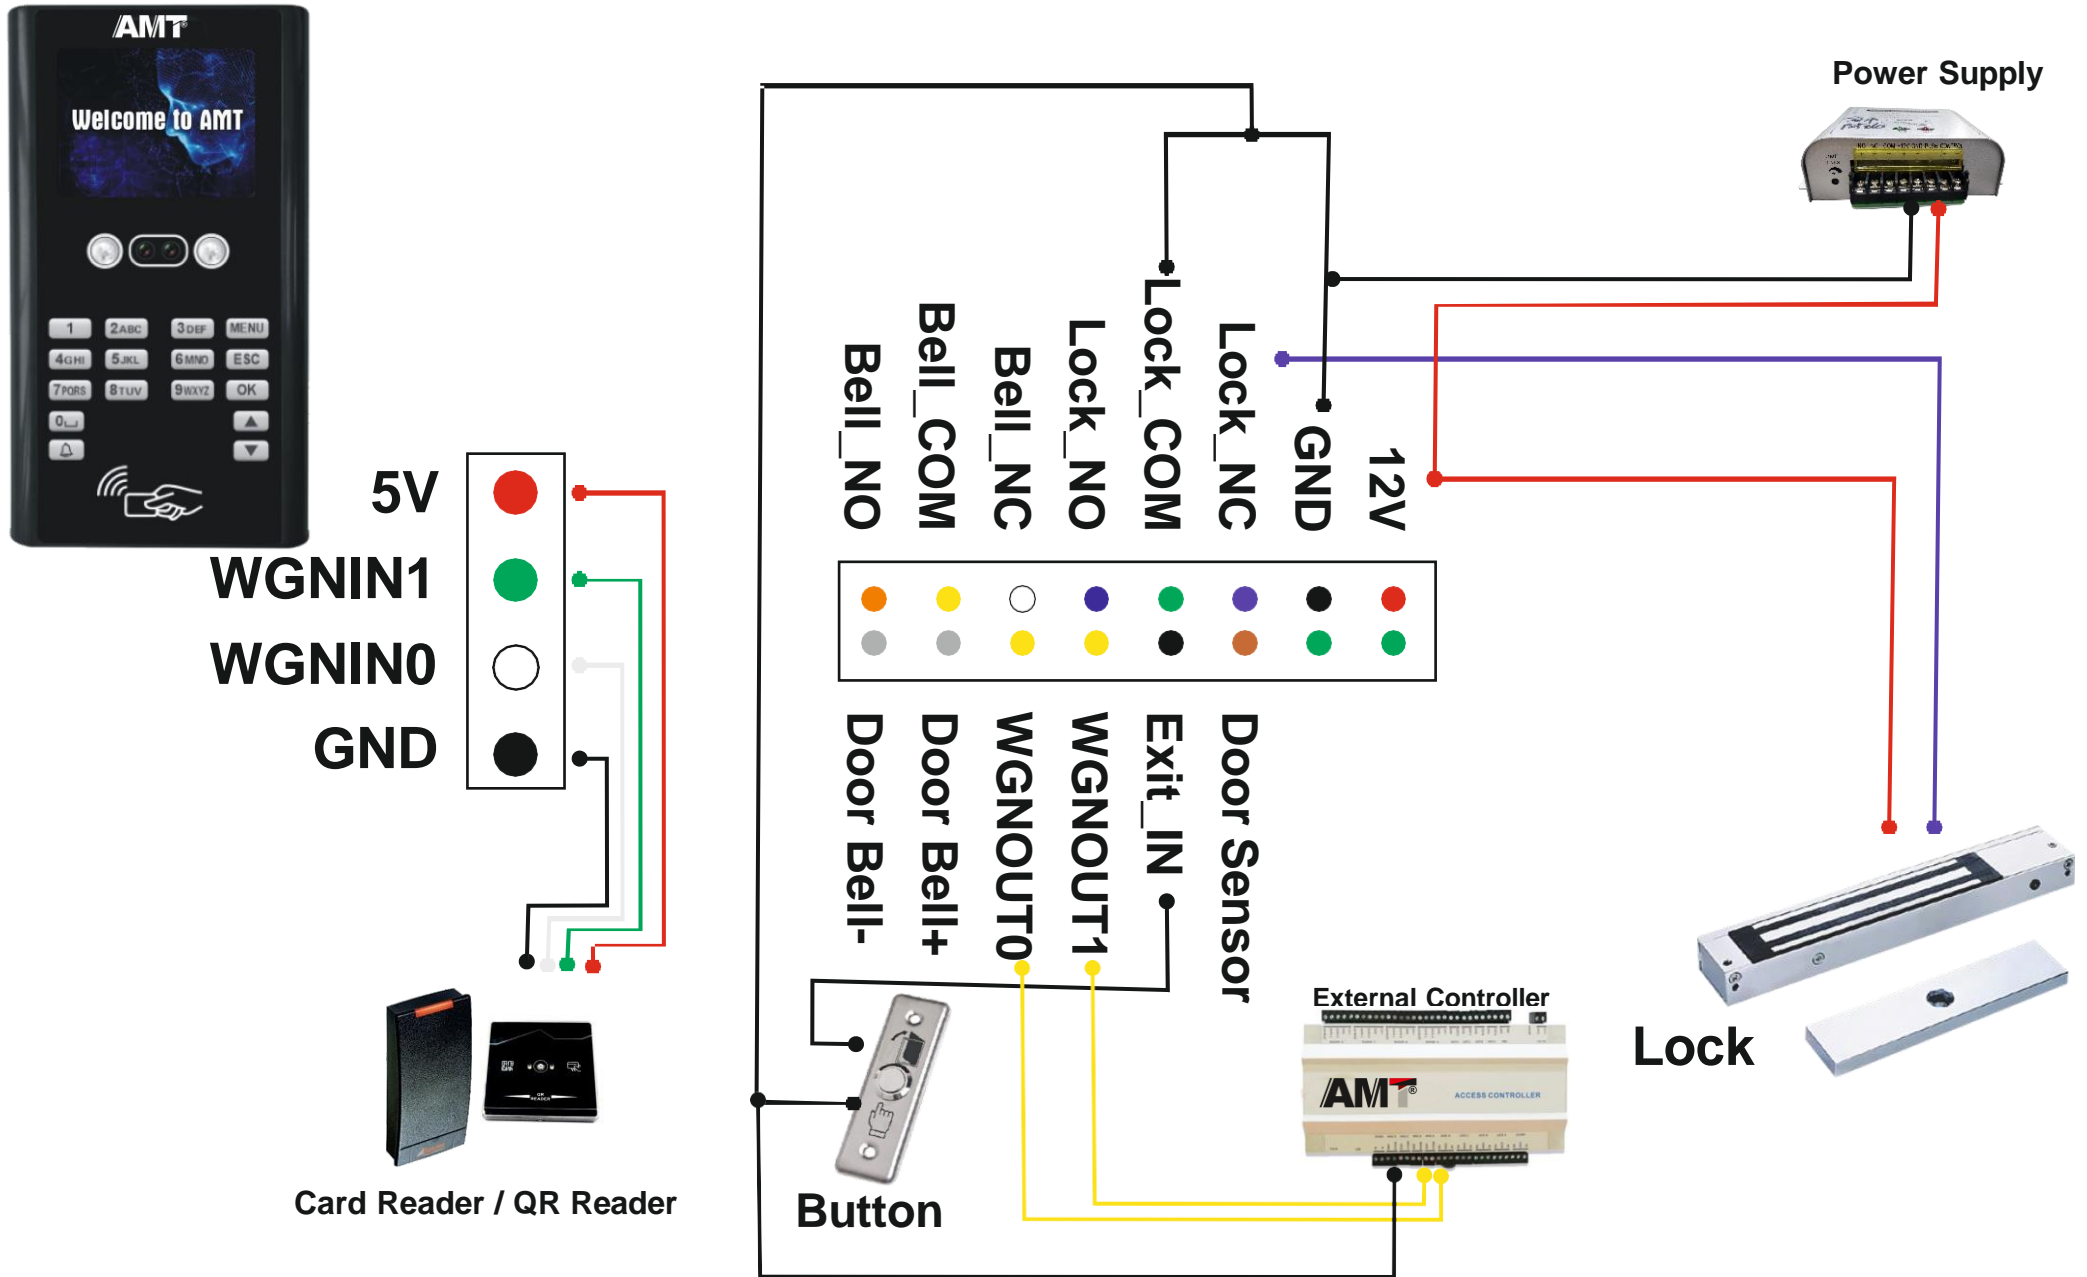 AMT®
Welcome to AMT
1 2ABC 3DEF MENU
4GHI 5JKL 6MNO ESC
7PQRS 8TUV 9WXYZ OK
0
Power Supply
5V
WGNIN1
WGNIN0
GND
Bell_NO
Bell_COM
Bell_NC
Lock_NO
Lock_COM
Lock_NC
GND
12V
Door Bell-
Door Bell+
WGNOUT0
WGNOUT1
Exit_IN
Door Sensor
External Controller
AMT®
ACCESS CONTROLLER
Lock
QR
READER
Card Reader / QR Reader
Button